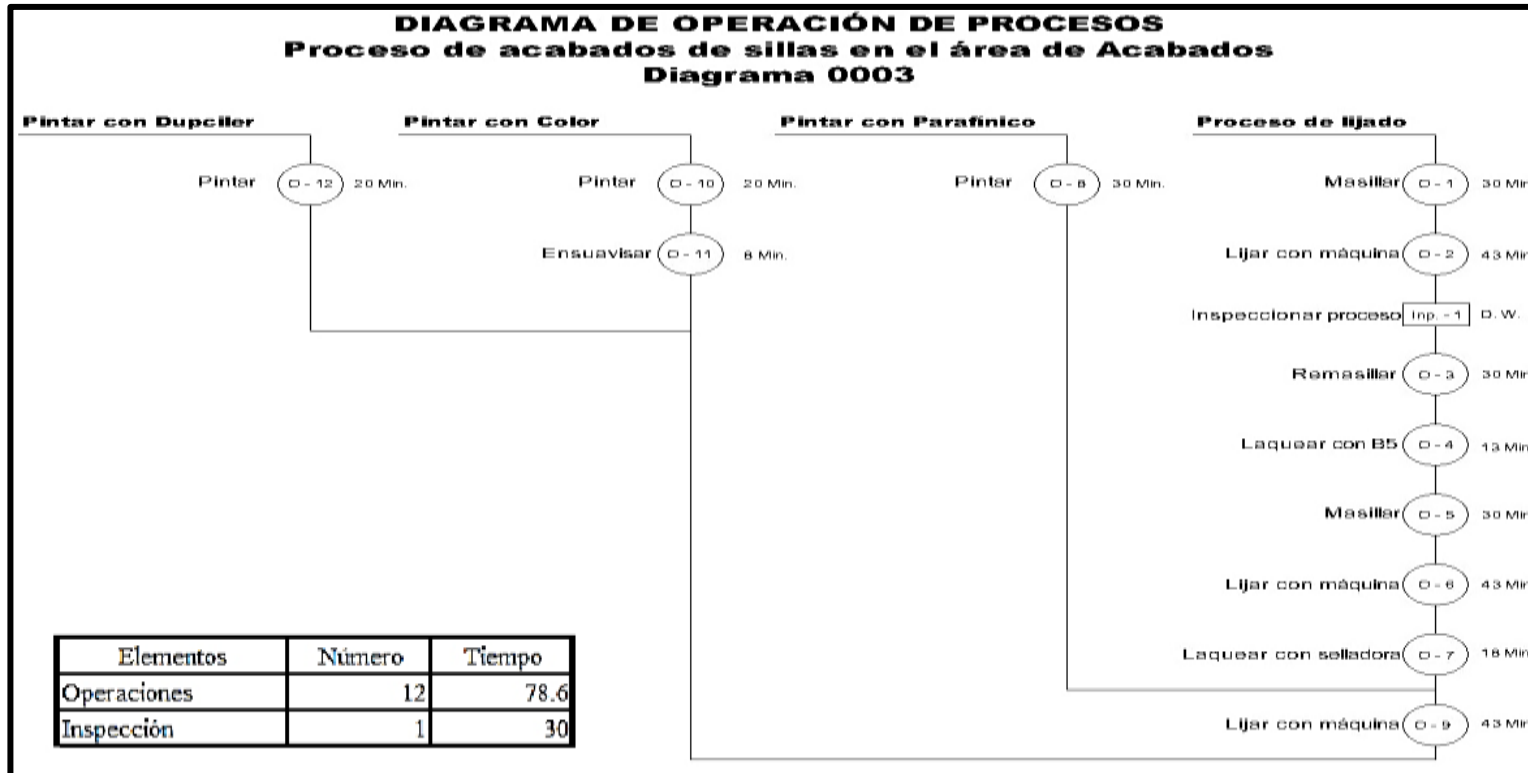 DIAGRAMA DE OPERACIÓN DE PROCESOS
Proceso de acabados de sillas en el área de Acabados
Diagrama 0003
Pintar con Dupciler
Pintar O - 12 20 Min.
Pintar con Color
Pintar O - 10 20 Min.
Ensuavisar O - 11 8 Min.
Pintar con Parafinico
Pintar O - 8 30 Min.
Proceso de lijado
Masillar O - 1 30 Min
Lijar con màquina O - 2 43 Min
Inspeccionar proceso Inp. - 1 D. W.
Remasillar O - 3 30 Min
Laquear con B5 O - 4 13 Min
Masillar O - 5 30 Min
Lijar con màquina O - 6 43 Min
Laquear con selladora O - 7 18 Min
Lijar con màquina O - 9 43 Min
Elementos Número Tiempo
Operaciones 12 78.6
Inspección 1 30